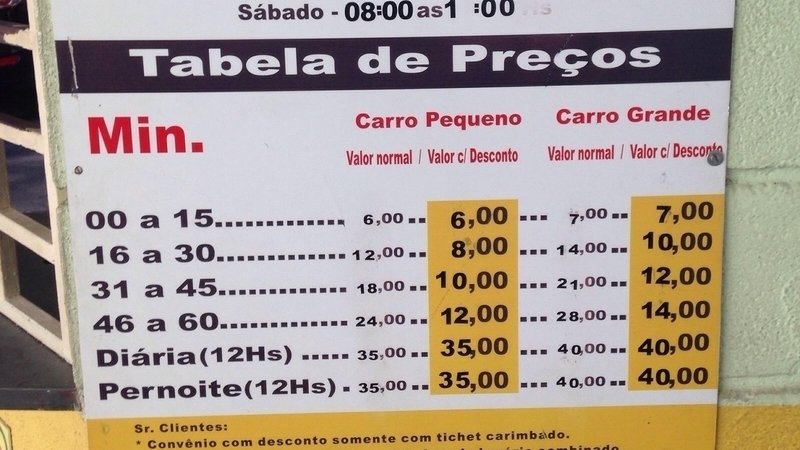 Sábado - 08:00 as 1 :00 Hs
Tabela de Preços
Min. Carro Pequeno Carro Grande
Valor normal / Valor c/ Desconto Valor normal / Valor c/ Desconto
00 a 15.............. 6,00 .. 6,00 ... 7,00 .. 7,00
16 a 30.............. 12,00 .. 8,00 ... 14,00 .. 10,00
31 a 45.............. 18,00 .. 10,00 ... 21,00 .. 12,00
46 a 60.............. 24,00 .. 12,00 ... 28,00 .. 14,00
Diária(12Hs) ..... 35,00 .. 35,00 ... 40,00 .. 40,00
Pernoite(12Hs) . 35,00 .. 35,00 ... 40,00 .. 40,00
Sr. Clientes:
* Convênio com desconto somente com tichet carimbado.